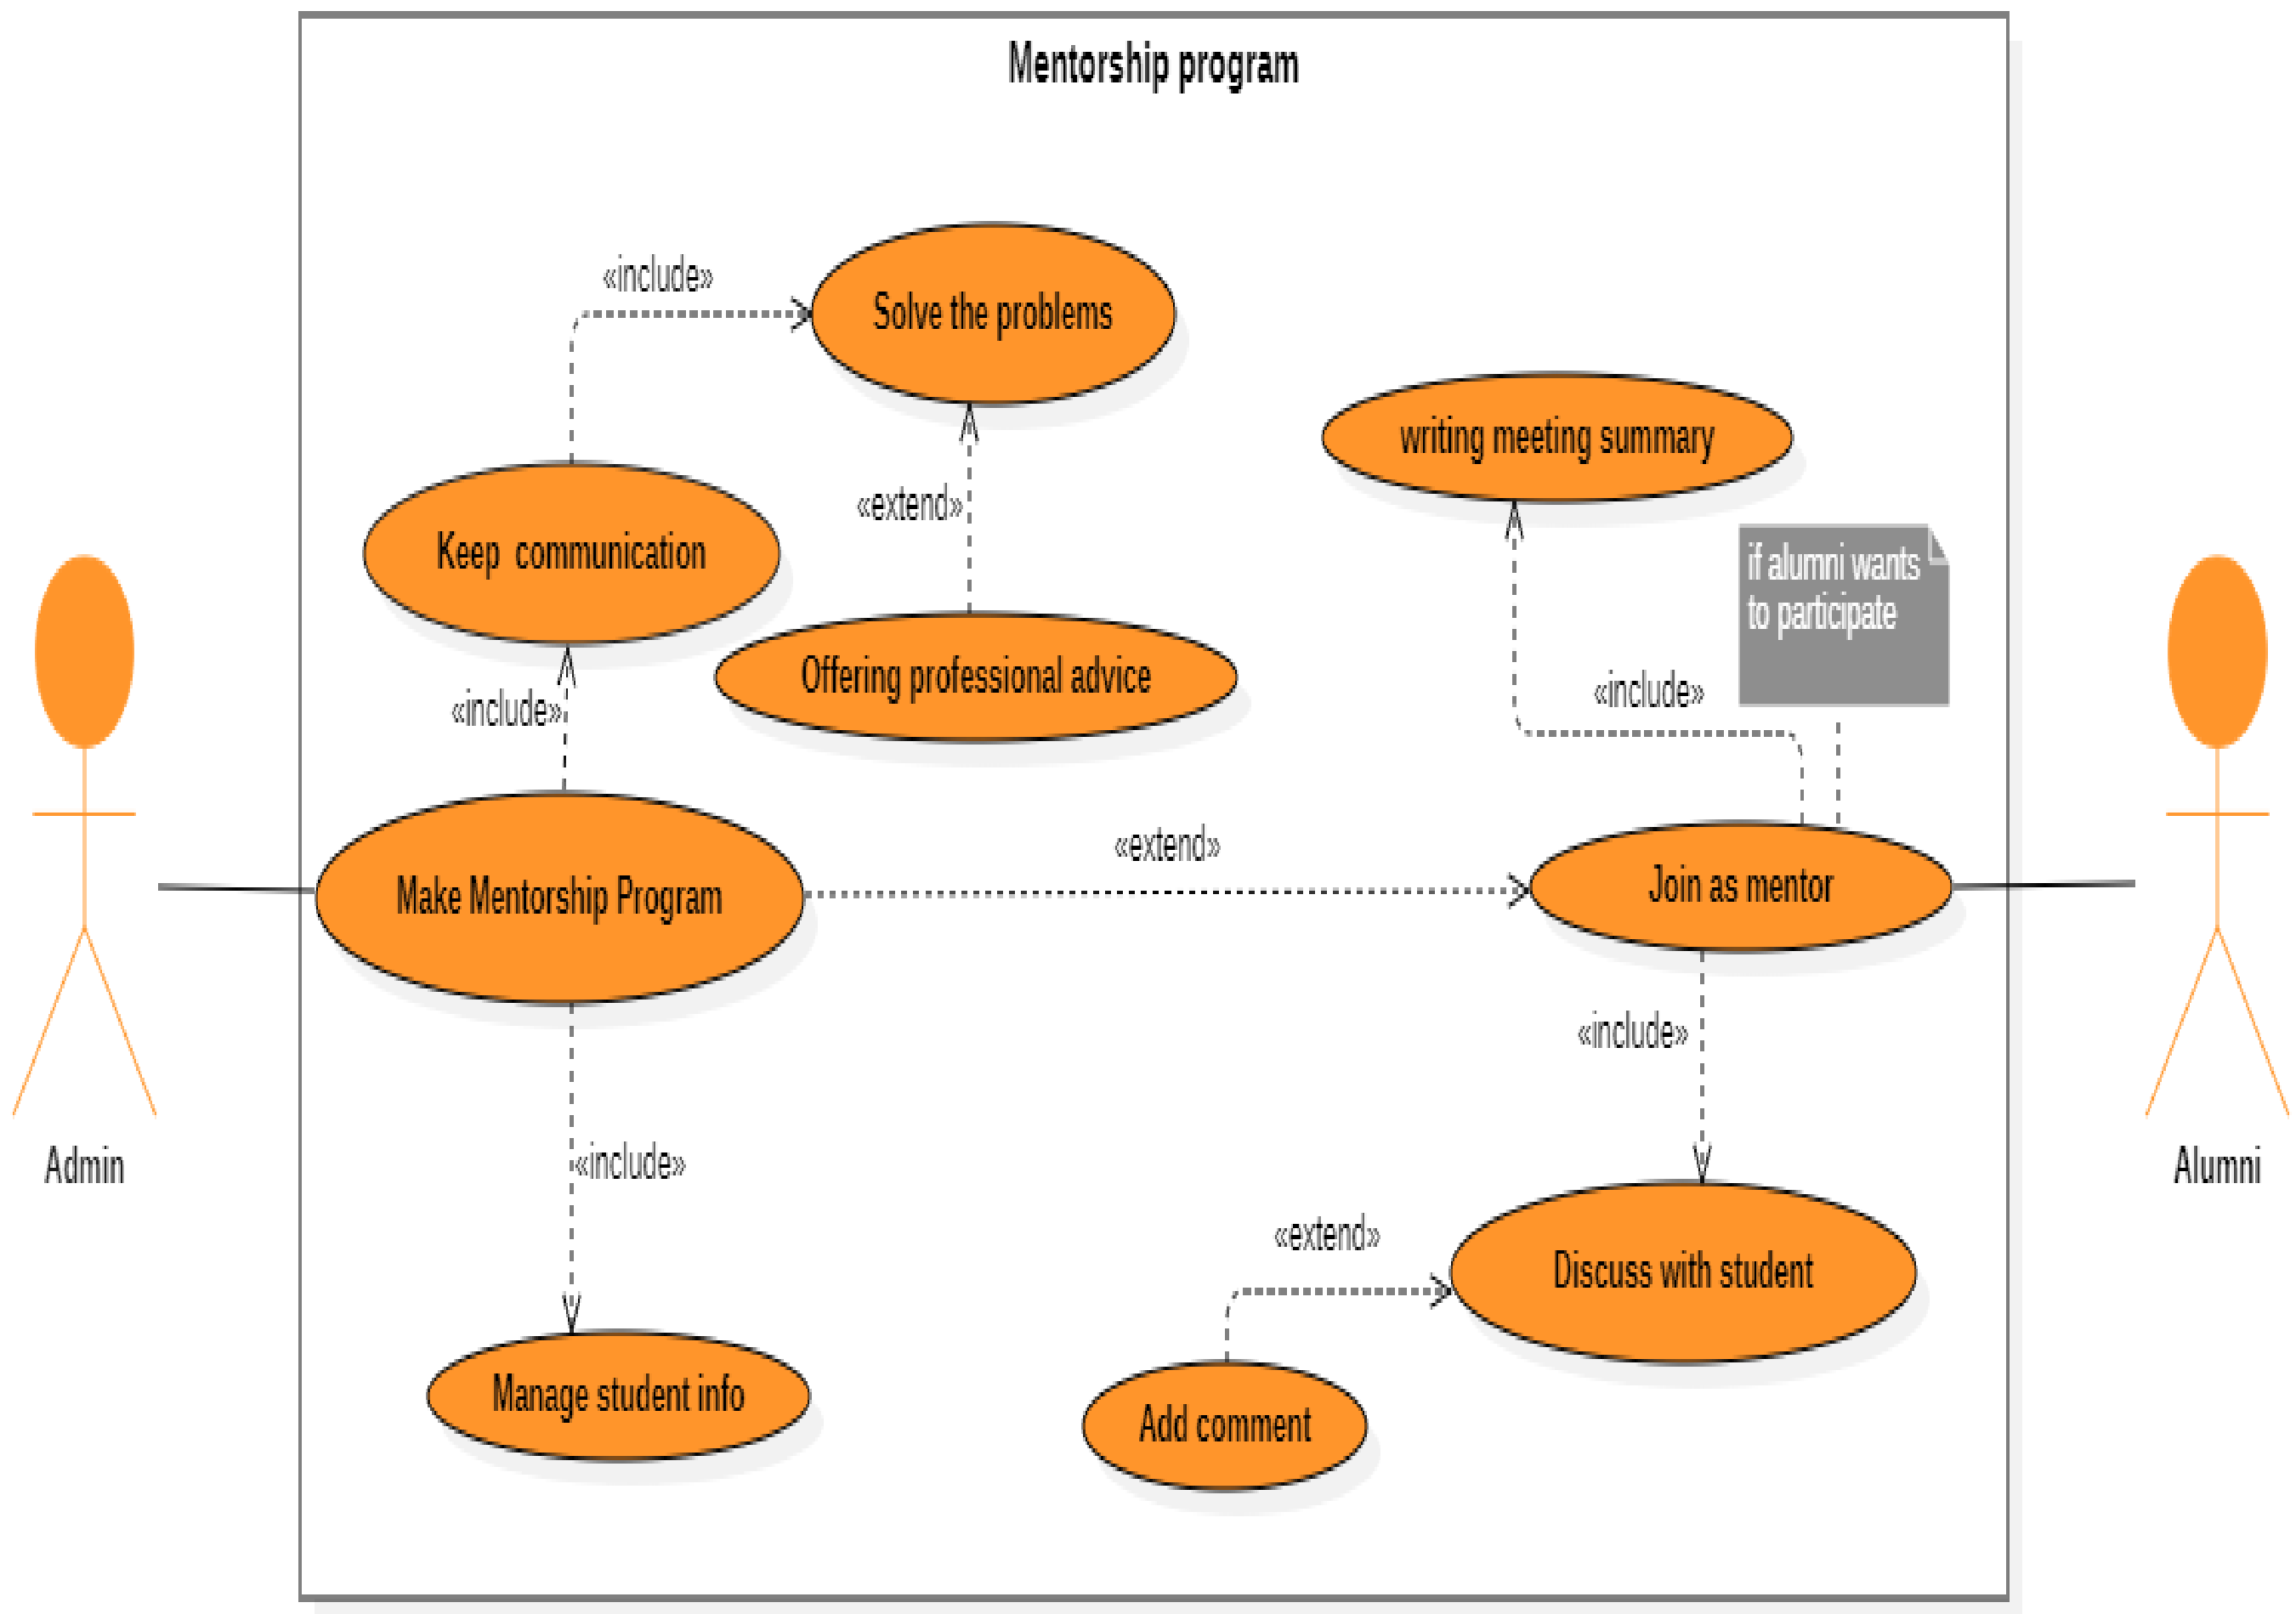 Mentorship program
«include»
Solve the problems
writing meeting summary
«extend»
Keep  communication
if alumni wants
to participate
Offering professional advice
«include»
«include»
«extend»
Make Mentorship Program
Join as mentor
«include»
«include»
Admin
Alumni
«extend»
Discuss with student
Manage student info
Add comment